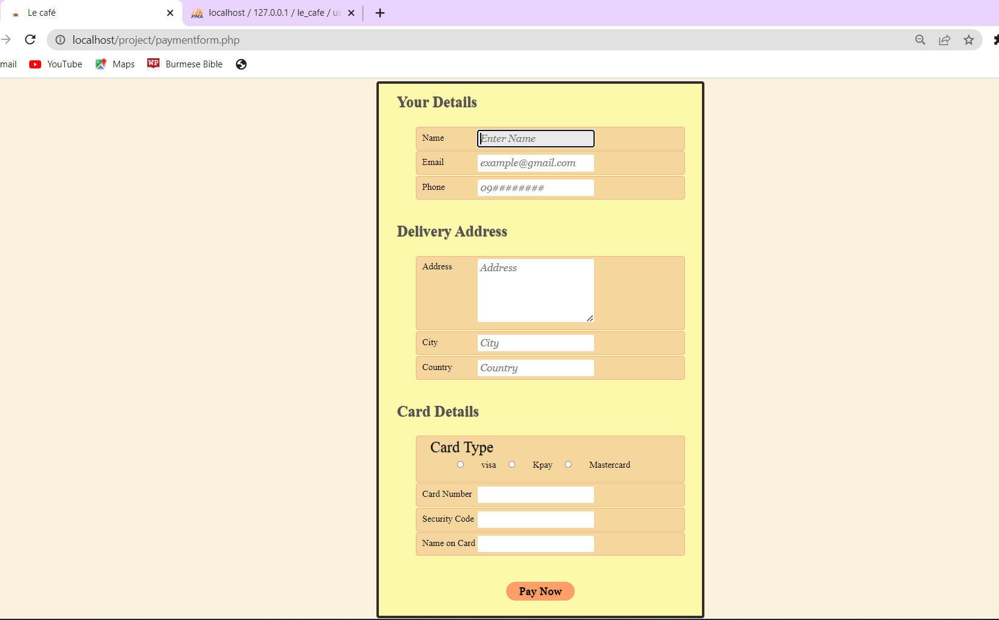 Le café
PMA localhost / 127.0.0.1 / le_cafe / us
localhost/project/paymentform.php
mail YouTube Maps WP Burmese Bible
Your Details
Name Enter Name
Email example@gmail.com
Phone 09########
Delivery Address
Address Address
City City
Country Country
Card Details
Card Type
visa Kpay Mastercard
Card Number
Security Code
Name on Card
Pay Now